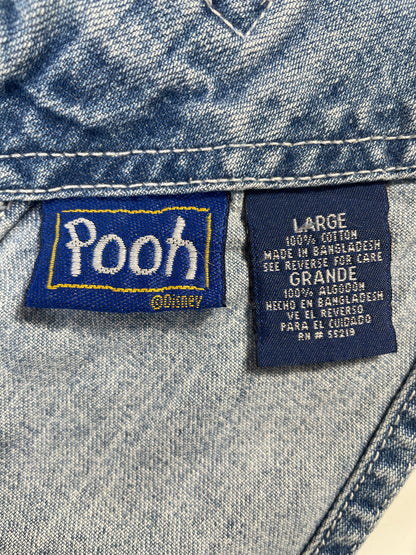 Pooh
©Disney
LARGE
100% COTTON
MADE IN BANGLADESH
SEE REVERSE FOR CARE
GRANDE
100% ALGODON
HECHO EN BANGLADESH
VE EL REVERSO
PARA EL CUIDADO
RN # 55219